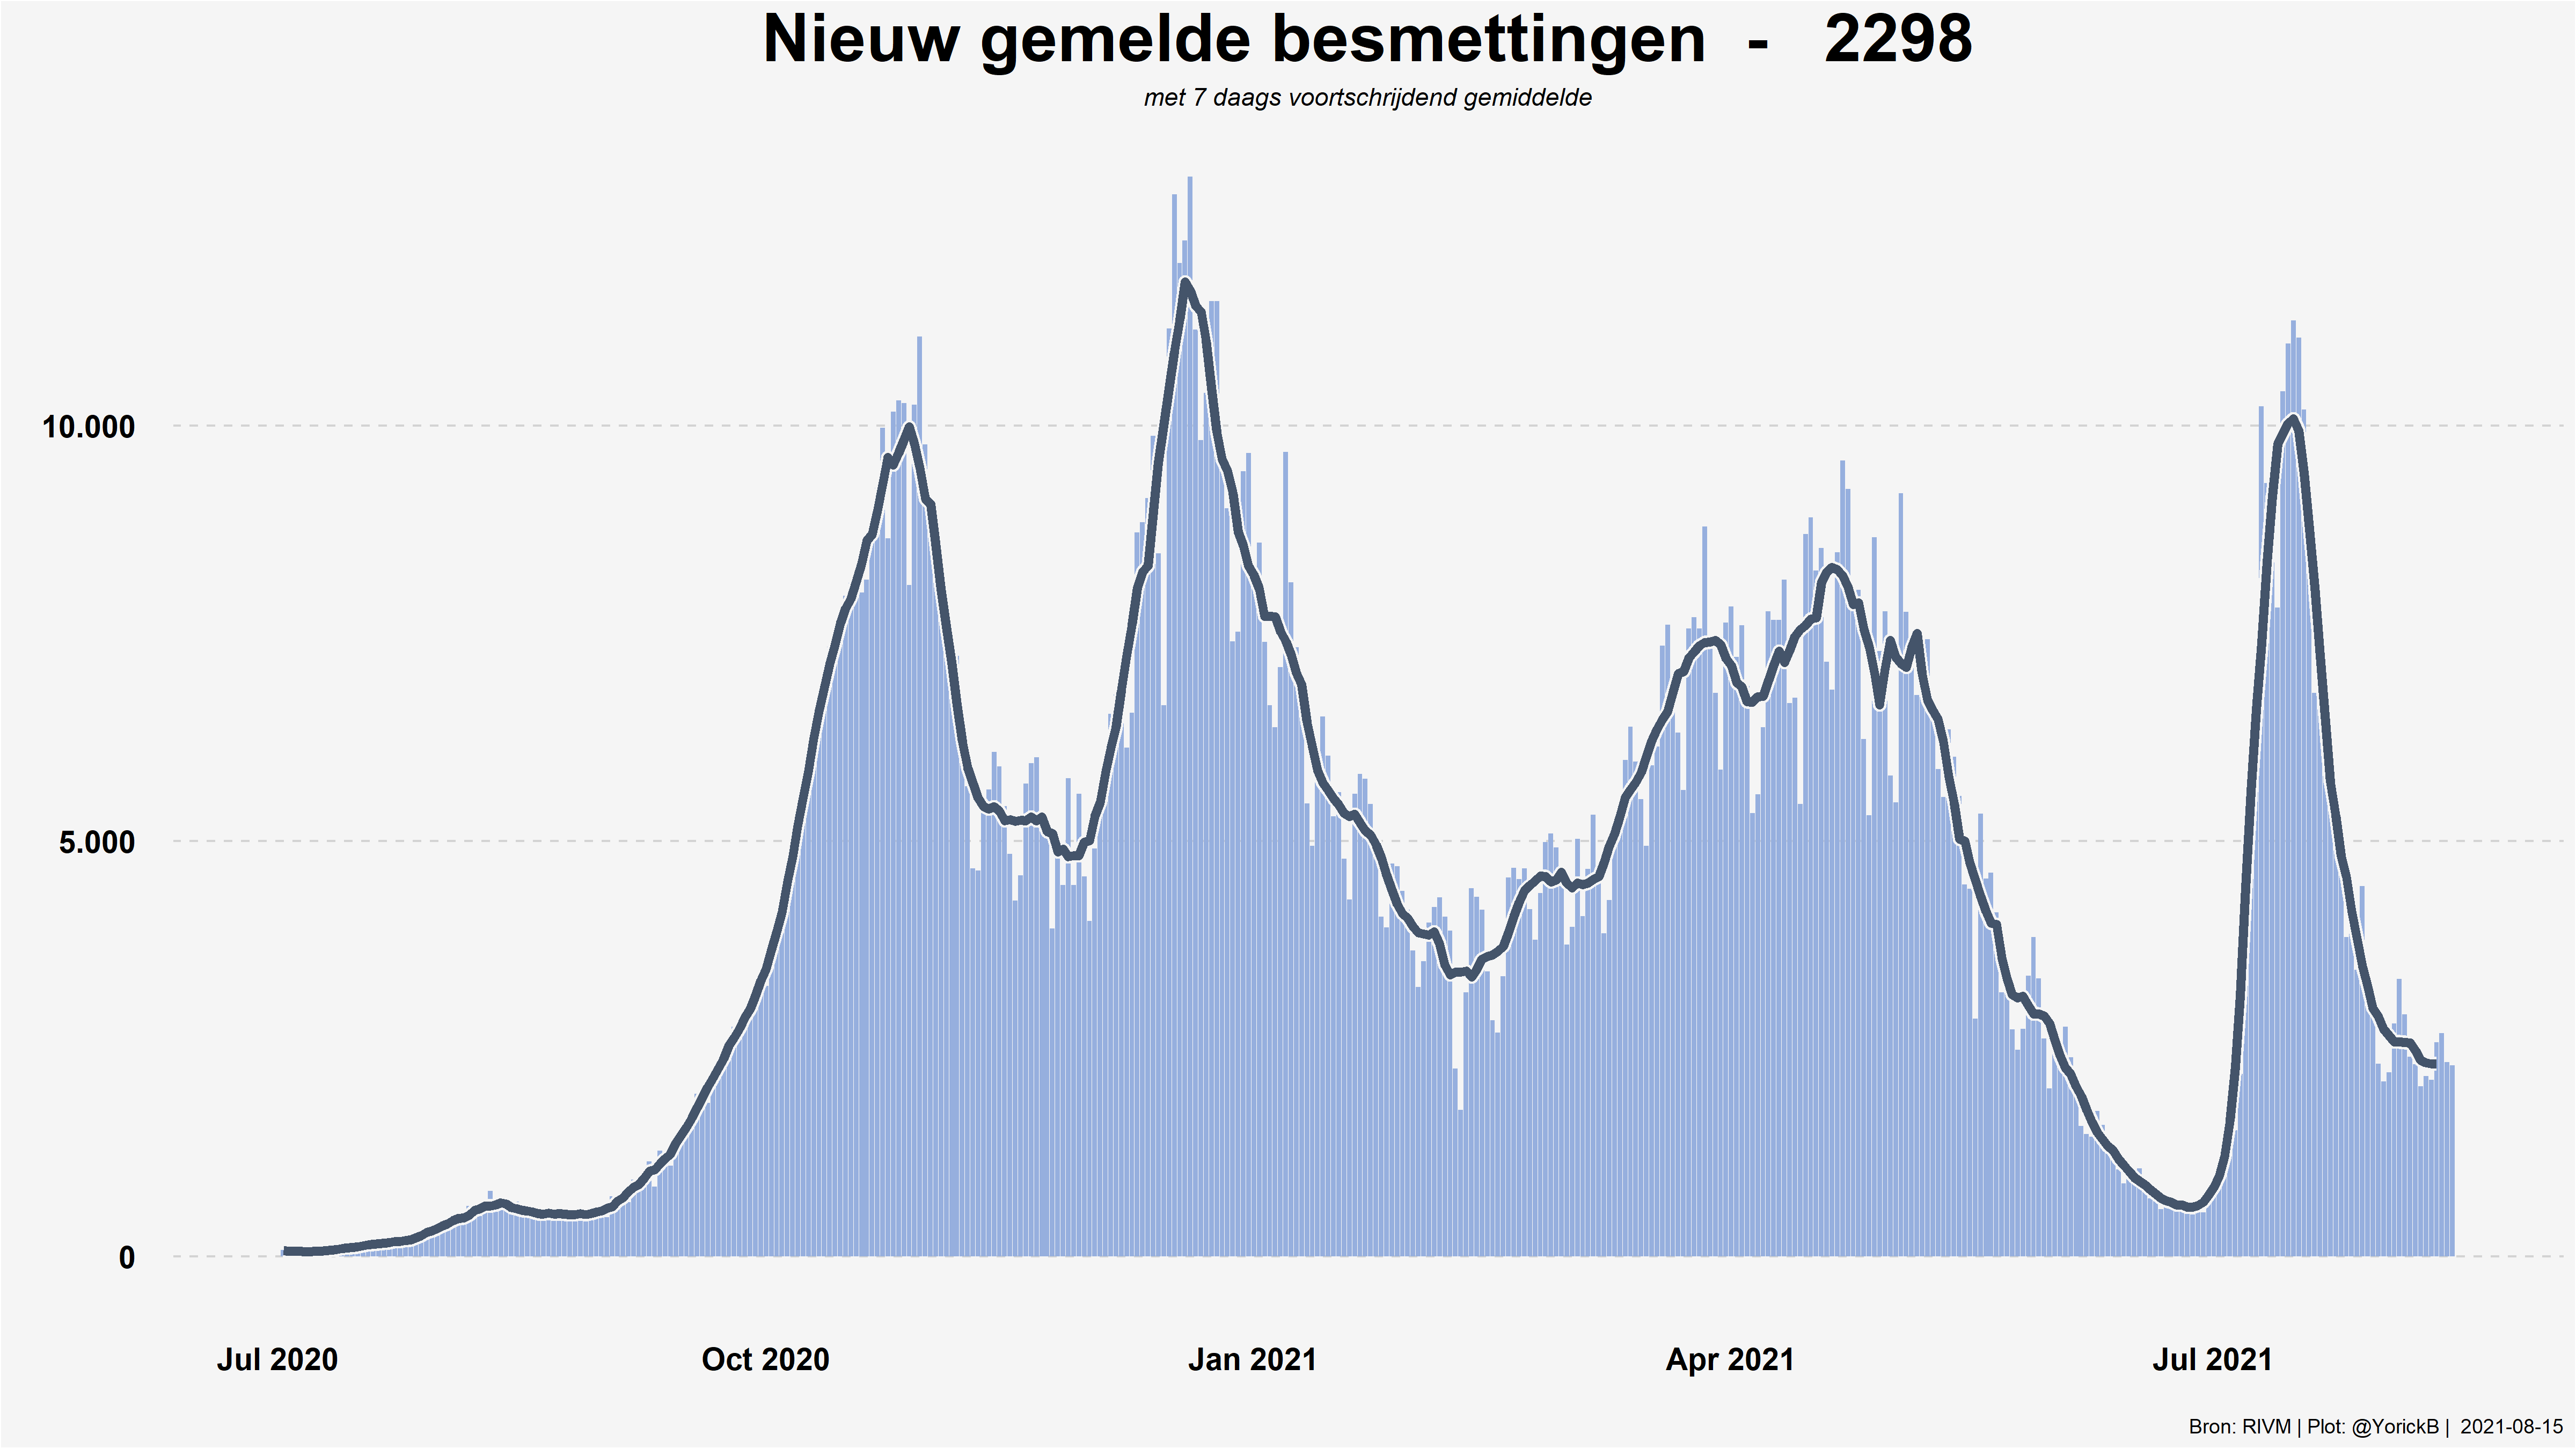 Nieuw gemelde besmettingen - 2298
met 7 daags voortschrijdend gemiddelde
10.000
5.000
0
Jul 2020
Oct 2020
Jan 2021
Apr 2021
Jul 2021
Bron: RIVM | Plot: @YorickB | 2021-08-15